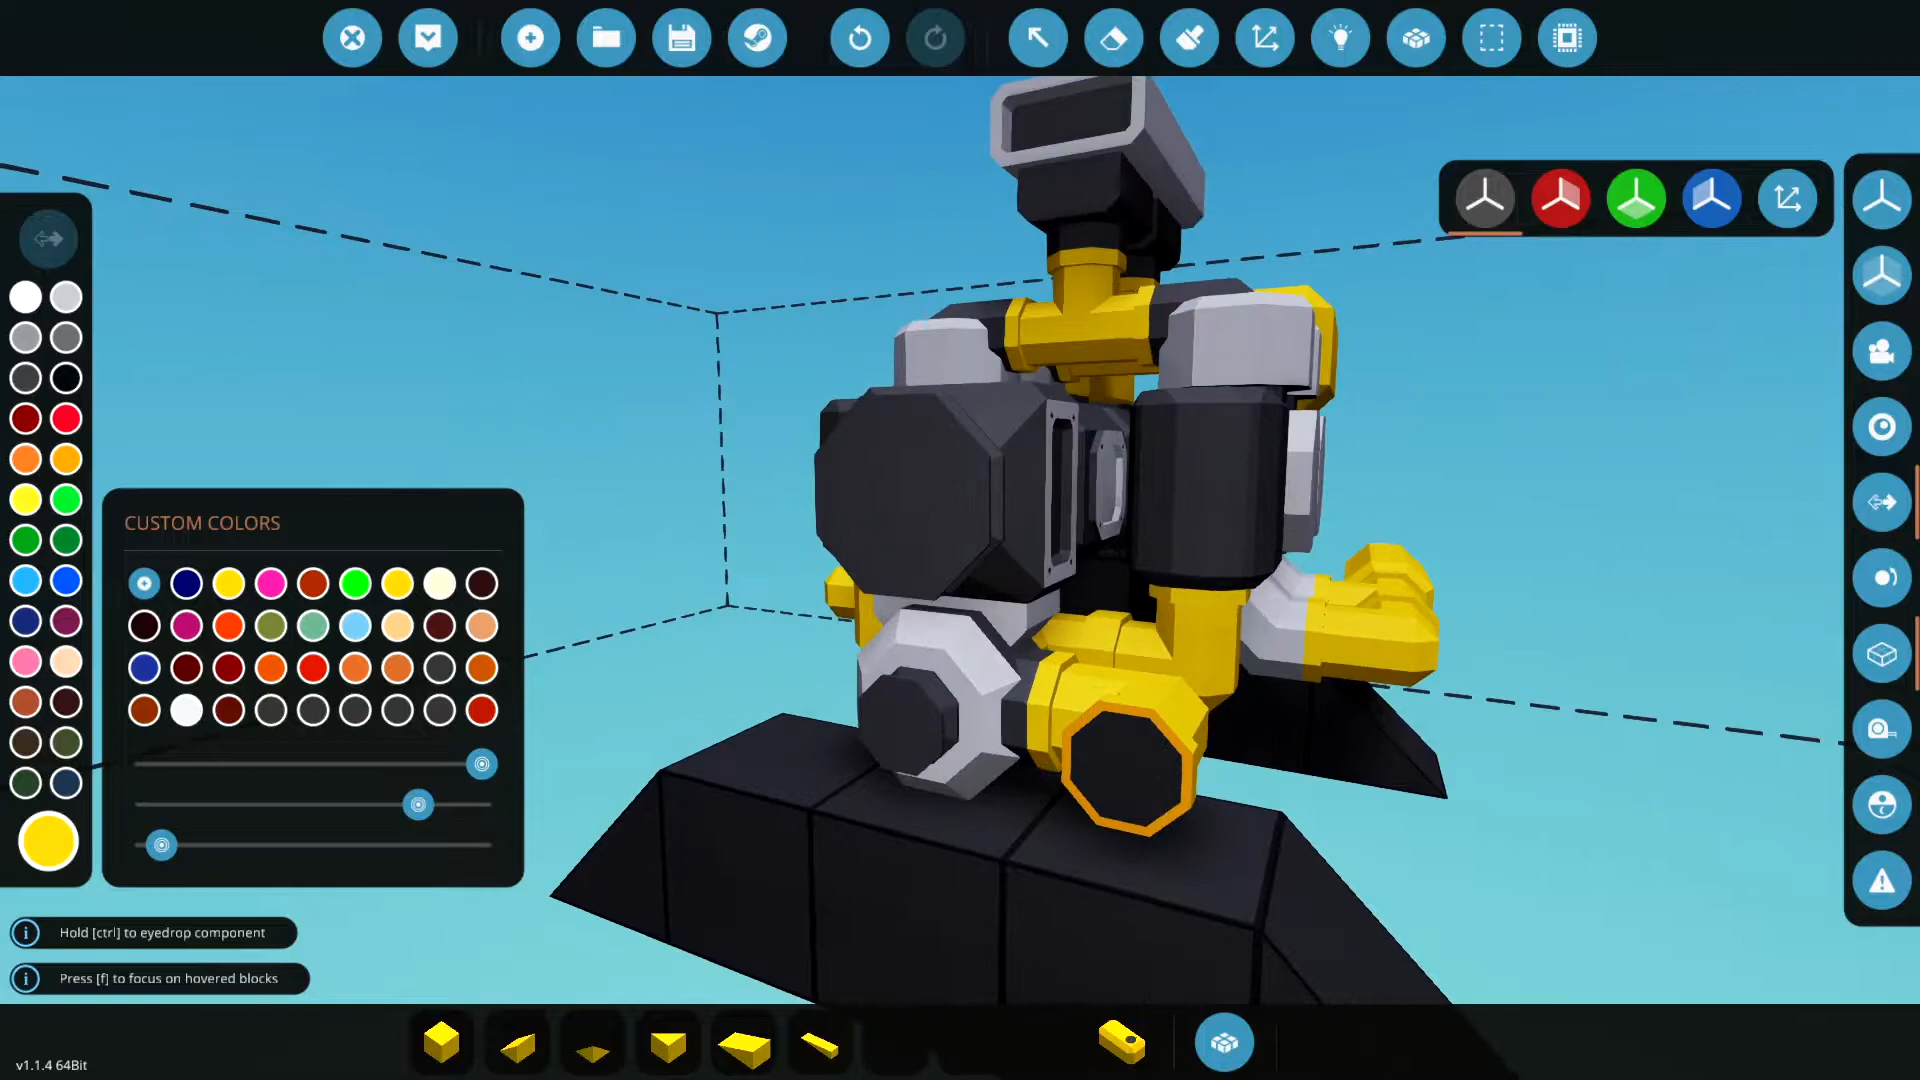 CUSTOM COLORS
Hold [ctrl] to eyedrop component
Press [f] to focus on hovered blocks
v1.1.4 64Bit